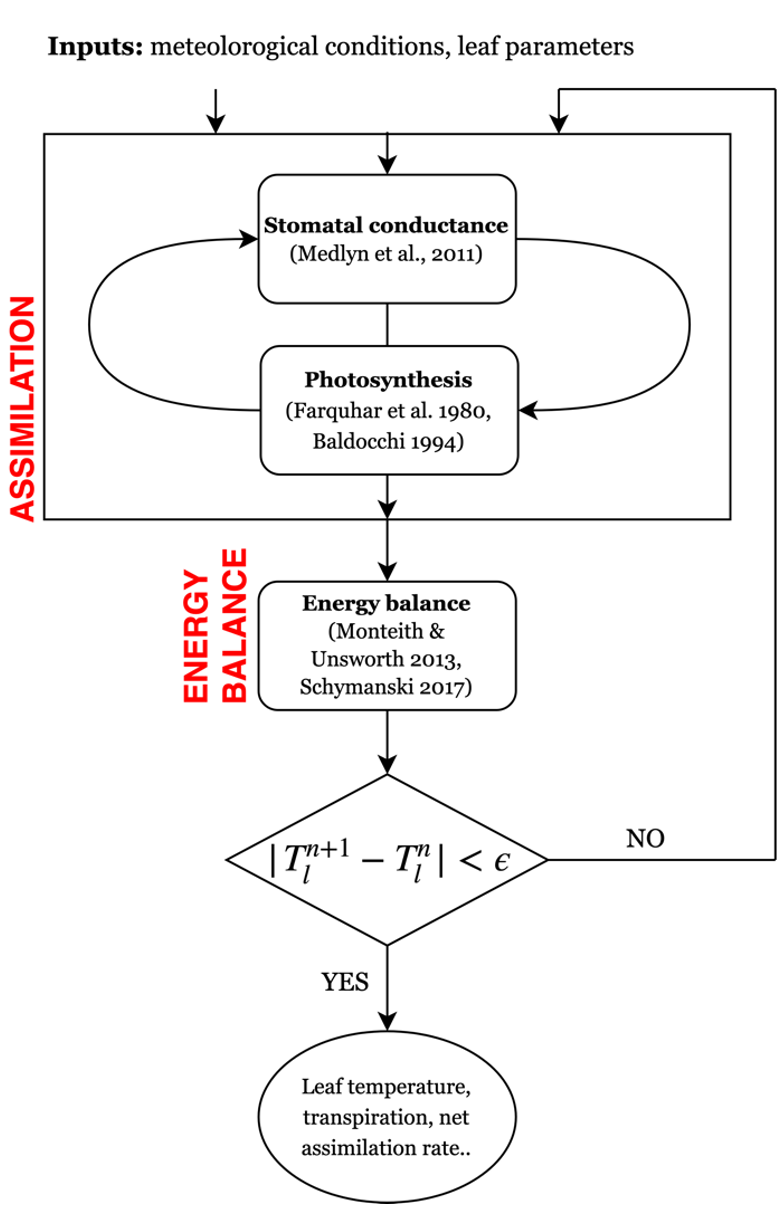 Inputs: meteolorogical conditions, leaf parameters
Stomatal conductance
(Medlyn et al., 2011)
ASSIMILATION
Photosynthesis
(Farquhar et al. 1980,
Baldocchi 1994)
ENERGY
BALANCE
Energy balance
(Monteith &
Unsworth 2013,
Schymanski 2017)
|T_l^{n+1} − T_l^n| < ϵ
NO
YES
Leaf temperature,
transpiration, net
assimilation rate..